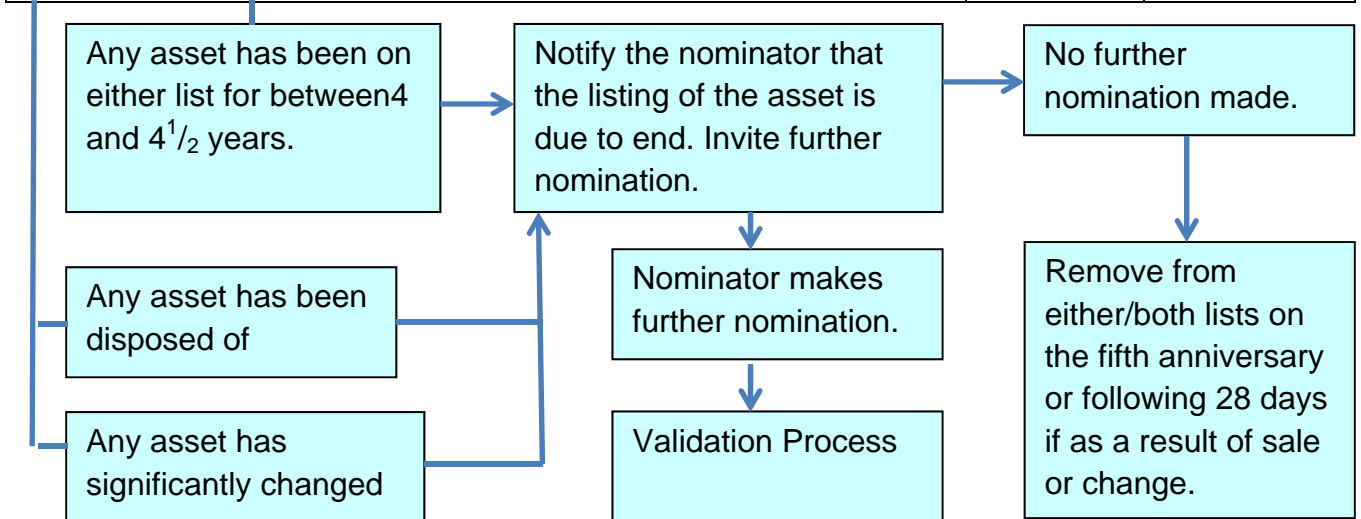 Any asset has been on
either list for between4
and 4¹/₂ years.
Notify the nominator that
the listing of the asset is
due to end. Invite further
nomination.
No further
nomination made.
Any asset has been
disposed of
Nominator makes
further nomination.
Remove from
either/both lists on
the fifth anniversary
or following 28 days
if as a result of sale
or change.
Any asset has
significantly changed
Validation Process